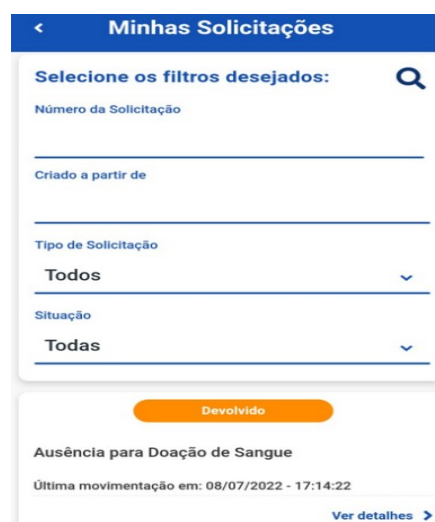 Minhas Solicitações
Selecione os filtros desejados:
Número da Solicitação
Criado a partir de
Tipo de Solicitação
Todos
Situação
Todas
Devolvido
Ausência para Doação de Sangue
Última movimentação em: 08/07/2022 - 17:14:22
Ver detalhes